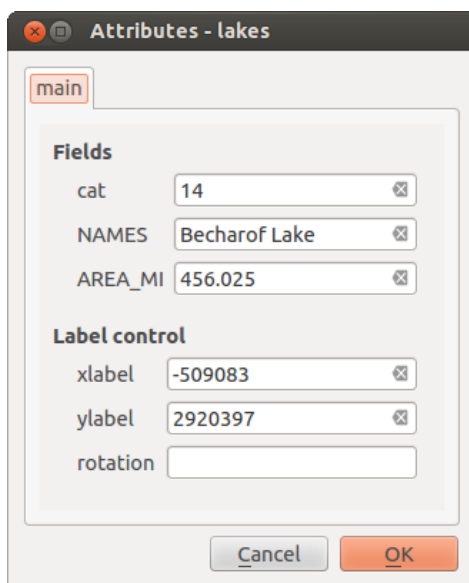 Attributes - lakes
main
Fields
cat 14
NAMES Becharof Lake
AREA_MI 456.025
Label control
xlabel -509083
ylabel 2920397
rotation
Cancel OK